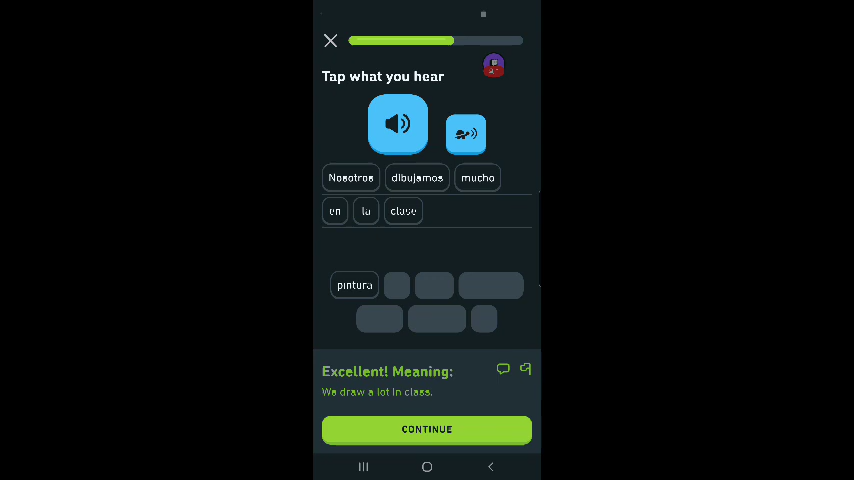 Tap what you hear
Nosotros dibujamos mucho
en la clase
pintura
Excellent! Meaning:
We draw a lot in class.
CONTINUE